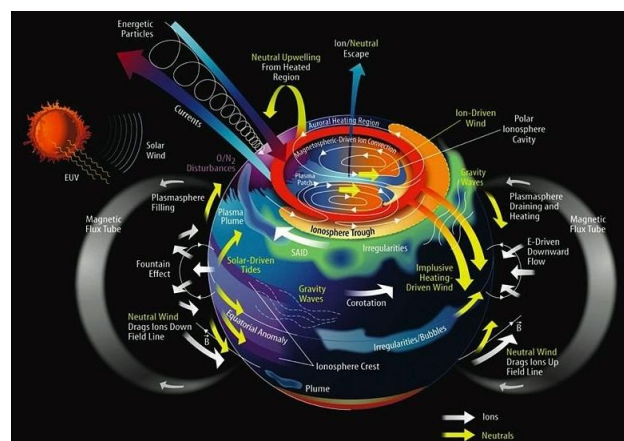 Energetic
Particles
Ion/Neutral
Escape
Neutral Upwelling
From Heated
Region
Currents
Auroral Heating Region
Ion-Driven
Wind
Polar
Ionosphere
Cavity
Magnetospheric-Driven Ion Convection
Solar
Wind
EUV
O/N2
Disturbances
Plasma
Patch
Gravity
Waves
Plasmasphere
Filling
Plasmasphere
Draining and
Heating
Magnetic
Flux Tube
Magnetic
Flux Tube
Plasma
Plume
Ionosphere Trough
SAID
Irregularities
E-Driven
Downward
Flow
Fountain
Effect
Solar-Driven
Tides
Implusive
Heating-
Driven Wind
Gravity
Waves
Corotation
Neutral Wind
Drags Ions Down
Field Line
B
Equatorial Anomaly
Irregularities/Bubbles
B
Ionosphere Crest
Neutral Wind
Drags Ions Up
Field Line
Plume
Ions
Neutrals